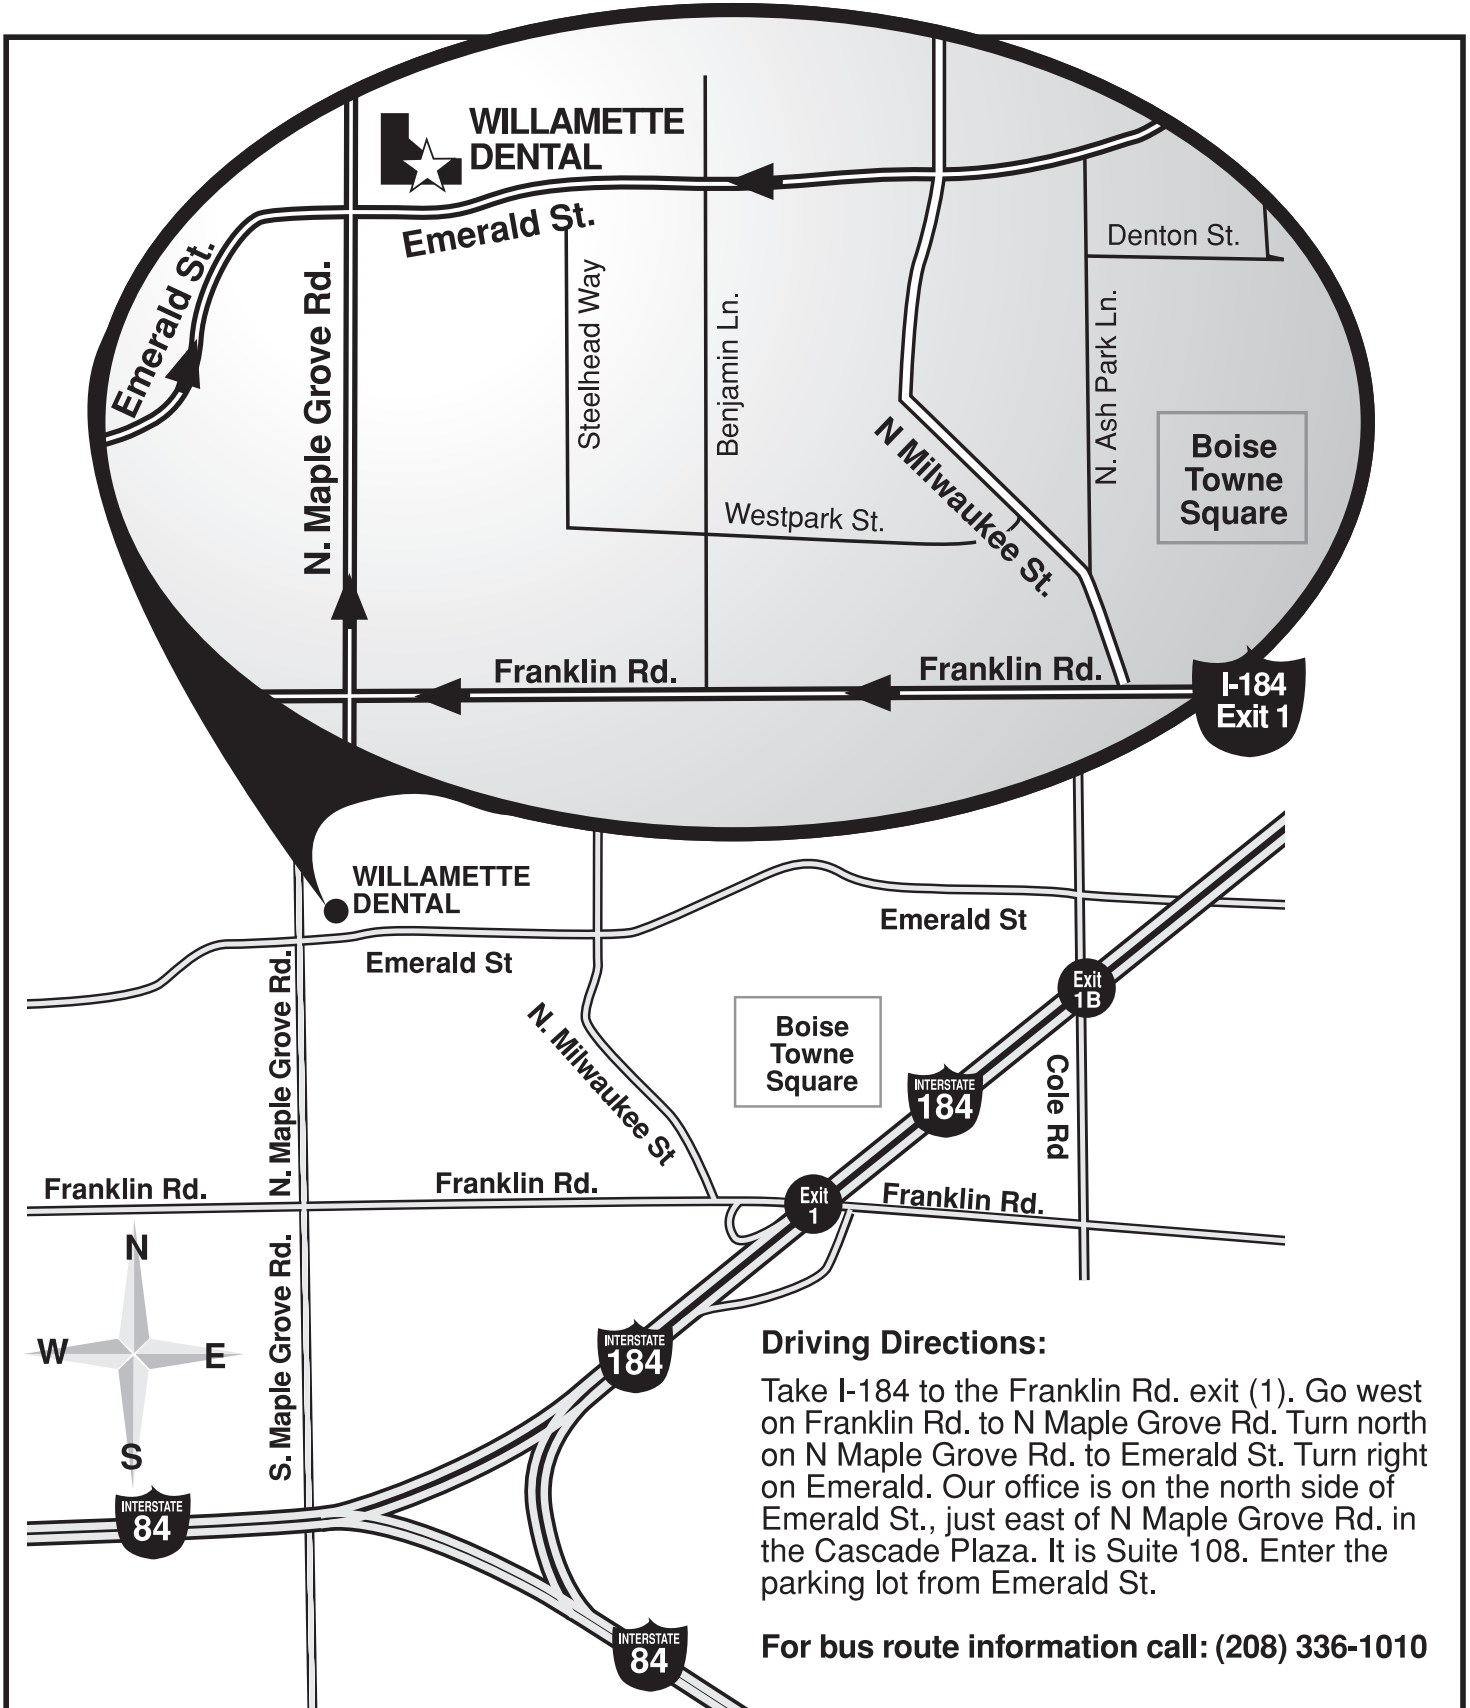 WILLAMETTE
DENTAL
Emerald St.
Emerald St.
N. Maple Grove Rd.
Steelhead Way
Benjamin Ln.
Denton St.
N. Ash Park Ln.
N Milwaukee St.
Westpark St.
Boise
Towne
Square
Franklin Rd.
Franklin Rd.
I-184
Exit 1
WILLAMETTE
DENTAL
Emerald St
Emerald St
N. Maple Grove Rd.
N. Milwaukee St
Boise
Towne
Square
Exit
1B
INTERSTATE
184
Cole Rd
Franklin Rd.
Franklin Rd.
Exit
1
Franklin Rd.
N
W
E
S
S. Maple Grove Rd.
INTERSTATE
184
INTERSTATE
84
INTERSTATE
84
Driving Directions:
Take I-184 to the Franklin Rd. exit (1). Go west
on Franklin Rd. to N Maple Grove Rd. Turn north
on N Maple Grove Rd. to Emerald St. Turn right
on Emerald. Our office is on the north side of
Emerald St., just east of N Maple Grove Rd. in
the Cascade Plaza. It is Suite 108. Enter the
parking lot from Emerald St.
For bus route information call: (208) 336-1010